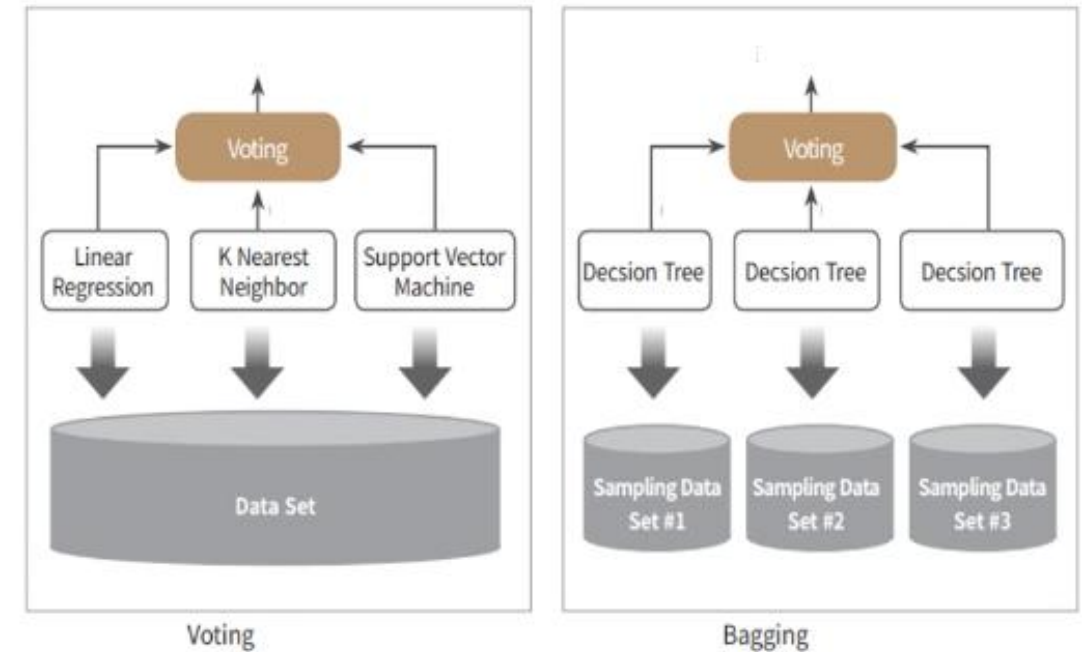 Voting
Linear
Regression
K Nearest
Neighbor
Support Vector
Machine
Data Set
Voting
Voting
Decsion Tree
Decsion Tree
Decsion Tree
Sampling Data
Set #1
Sampling Data
Set #2
Sampling Data
Set #3
Bagging